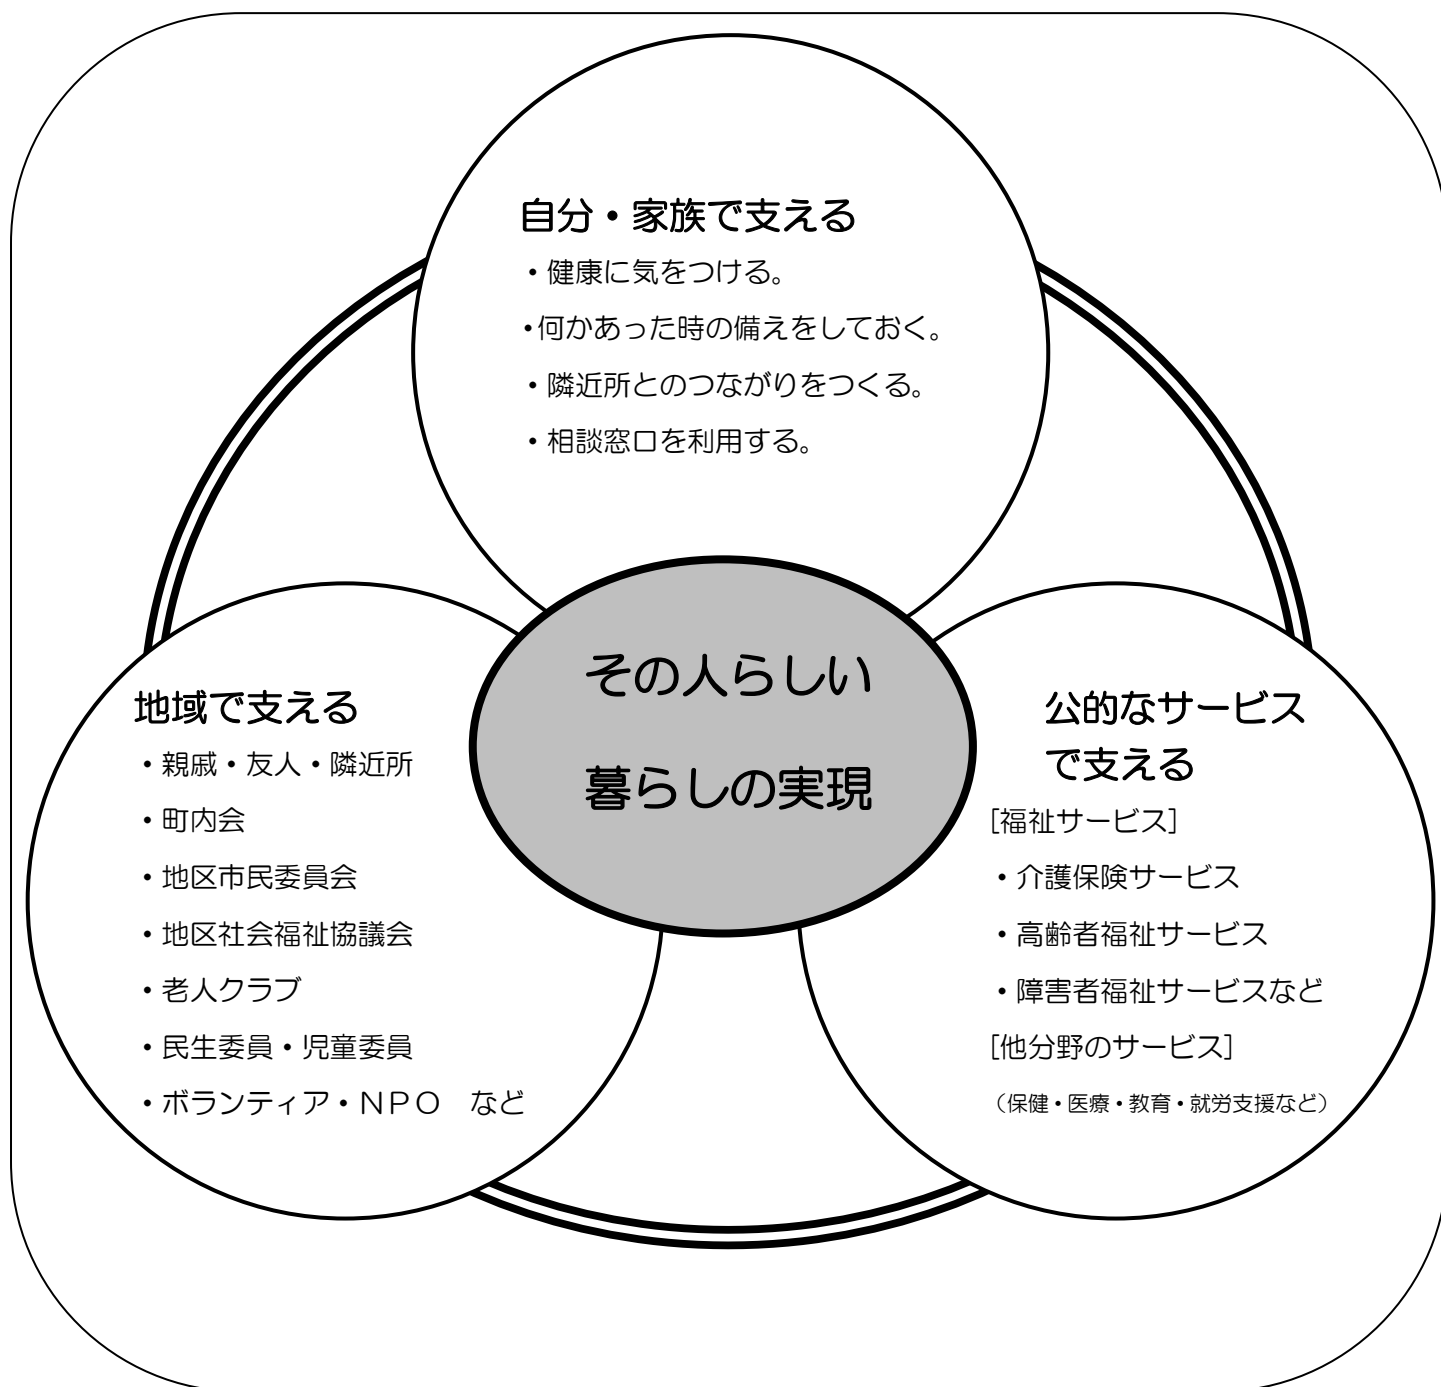 自分・家族で支える
・健康に気をつける。
・何かあった時の備えをしておく。
・隣近所とのつながりをつくる。
・相談窓口を利用する。
その人らしい
暮らしの実現
地域で支える
・親戚・友人・隣近所
・町内会
・地区市民委員会
・地区社会福祉協議会
・老人クラブ
・民生委員・児童委員
・ボランティア・ＮＰＯ　など
公的なサービス
で支える
[福祉サービス]
・介護保険サービス
・高齢者福祉サービス
・障害者福祉サービスなど
[他分野のサービス]
（保健・医療・教育・就労支援など）